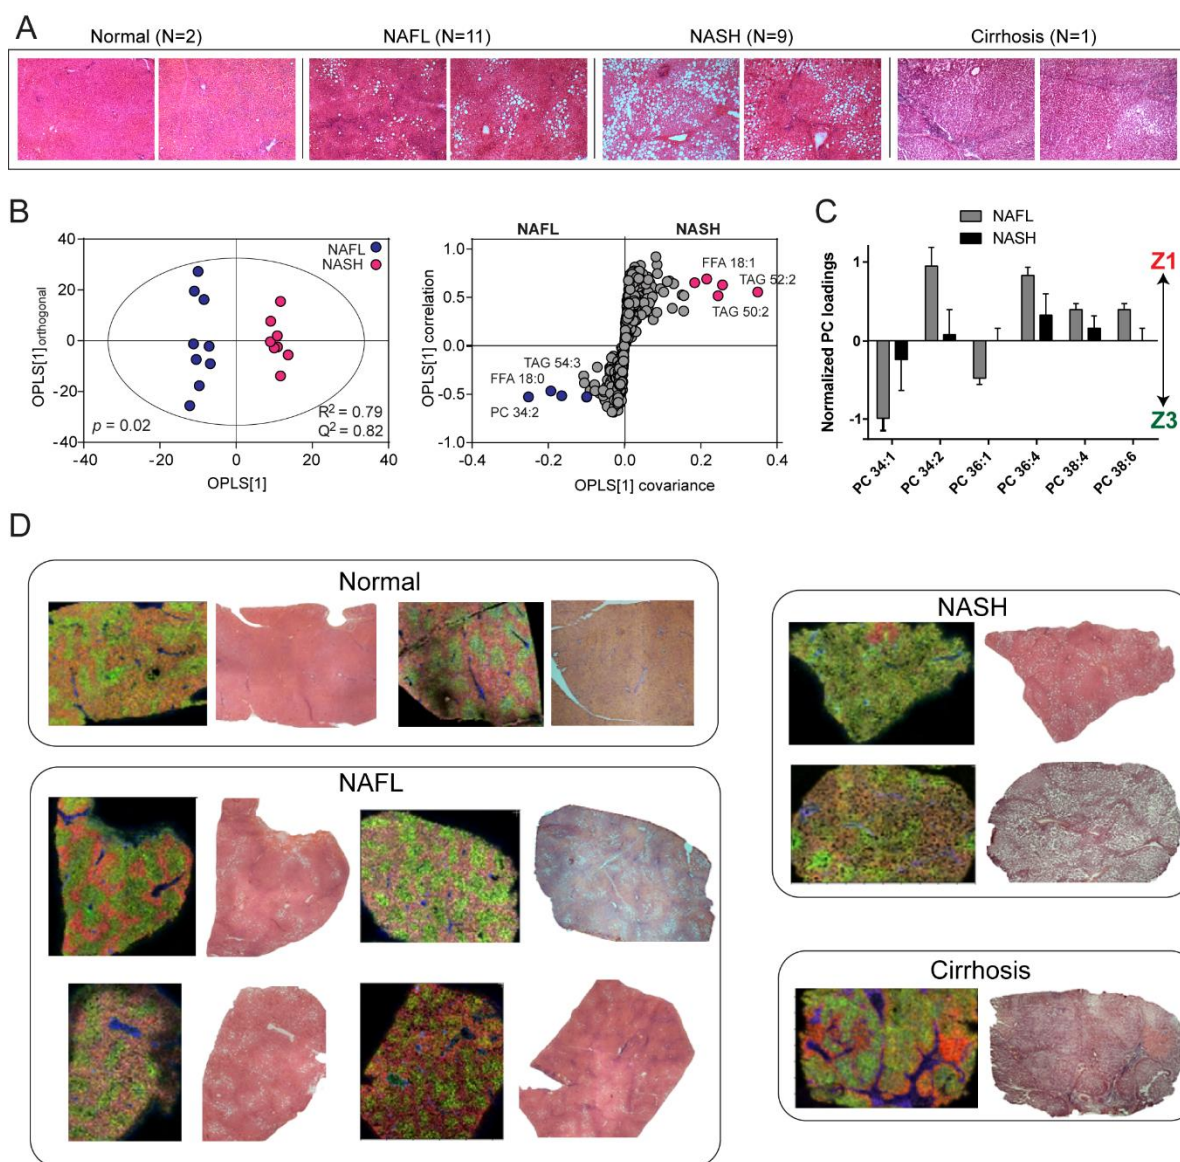 A
Normal (N=2)
NAFL (N=11)
NASH (N=9)
Cirrhosis (N=1)
B
OPLS[1]orthogonal
40
20
0
-20
-40
NAFL
NASH
p = 0.02
R2 = 0.79
Q2 = 0.82
-40
-20
0
20
40
OPLS[1]
NAFL
NASH
OPLS[1] correlation
1.0
0.5
0.0
-0.5
-1.0
FFA 18:1
TAG 52:2
TAG 50:2
TAG 54:3
FFA 18:0
PC 34:2
-0.4
-0.2
0.0
0.2
0.4
OPLS[1] covariance
C
NAFL
NASH
Normalized PC loadings
1
0
-1
Z1
Z3
PC 34:1
PC 34:2
PC 36:1
PC 36:4
PC 38:4
PC 38:6
D
Normal
NAFL
NASH
Cirrhosis